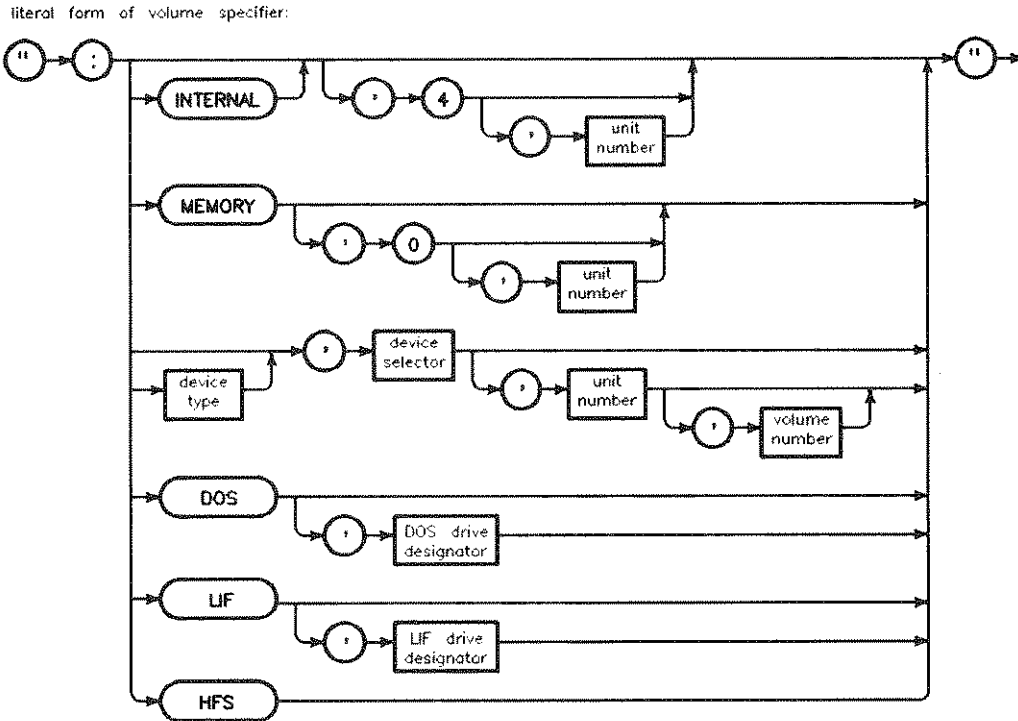 literal form of volume specifier:
" : "
INTERNAL , 4
, unit number
MEMORY , 0
, unit number
, device selector
device type , unit number
, volume number
DOS
, DOS drive designator
LIF
, LIF drive designator
HFS